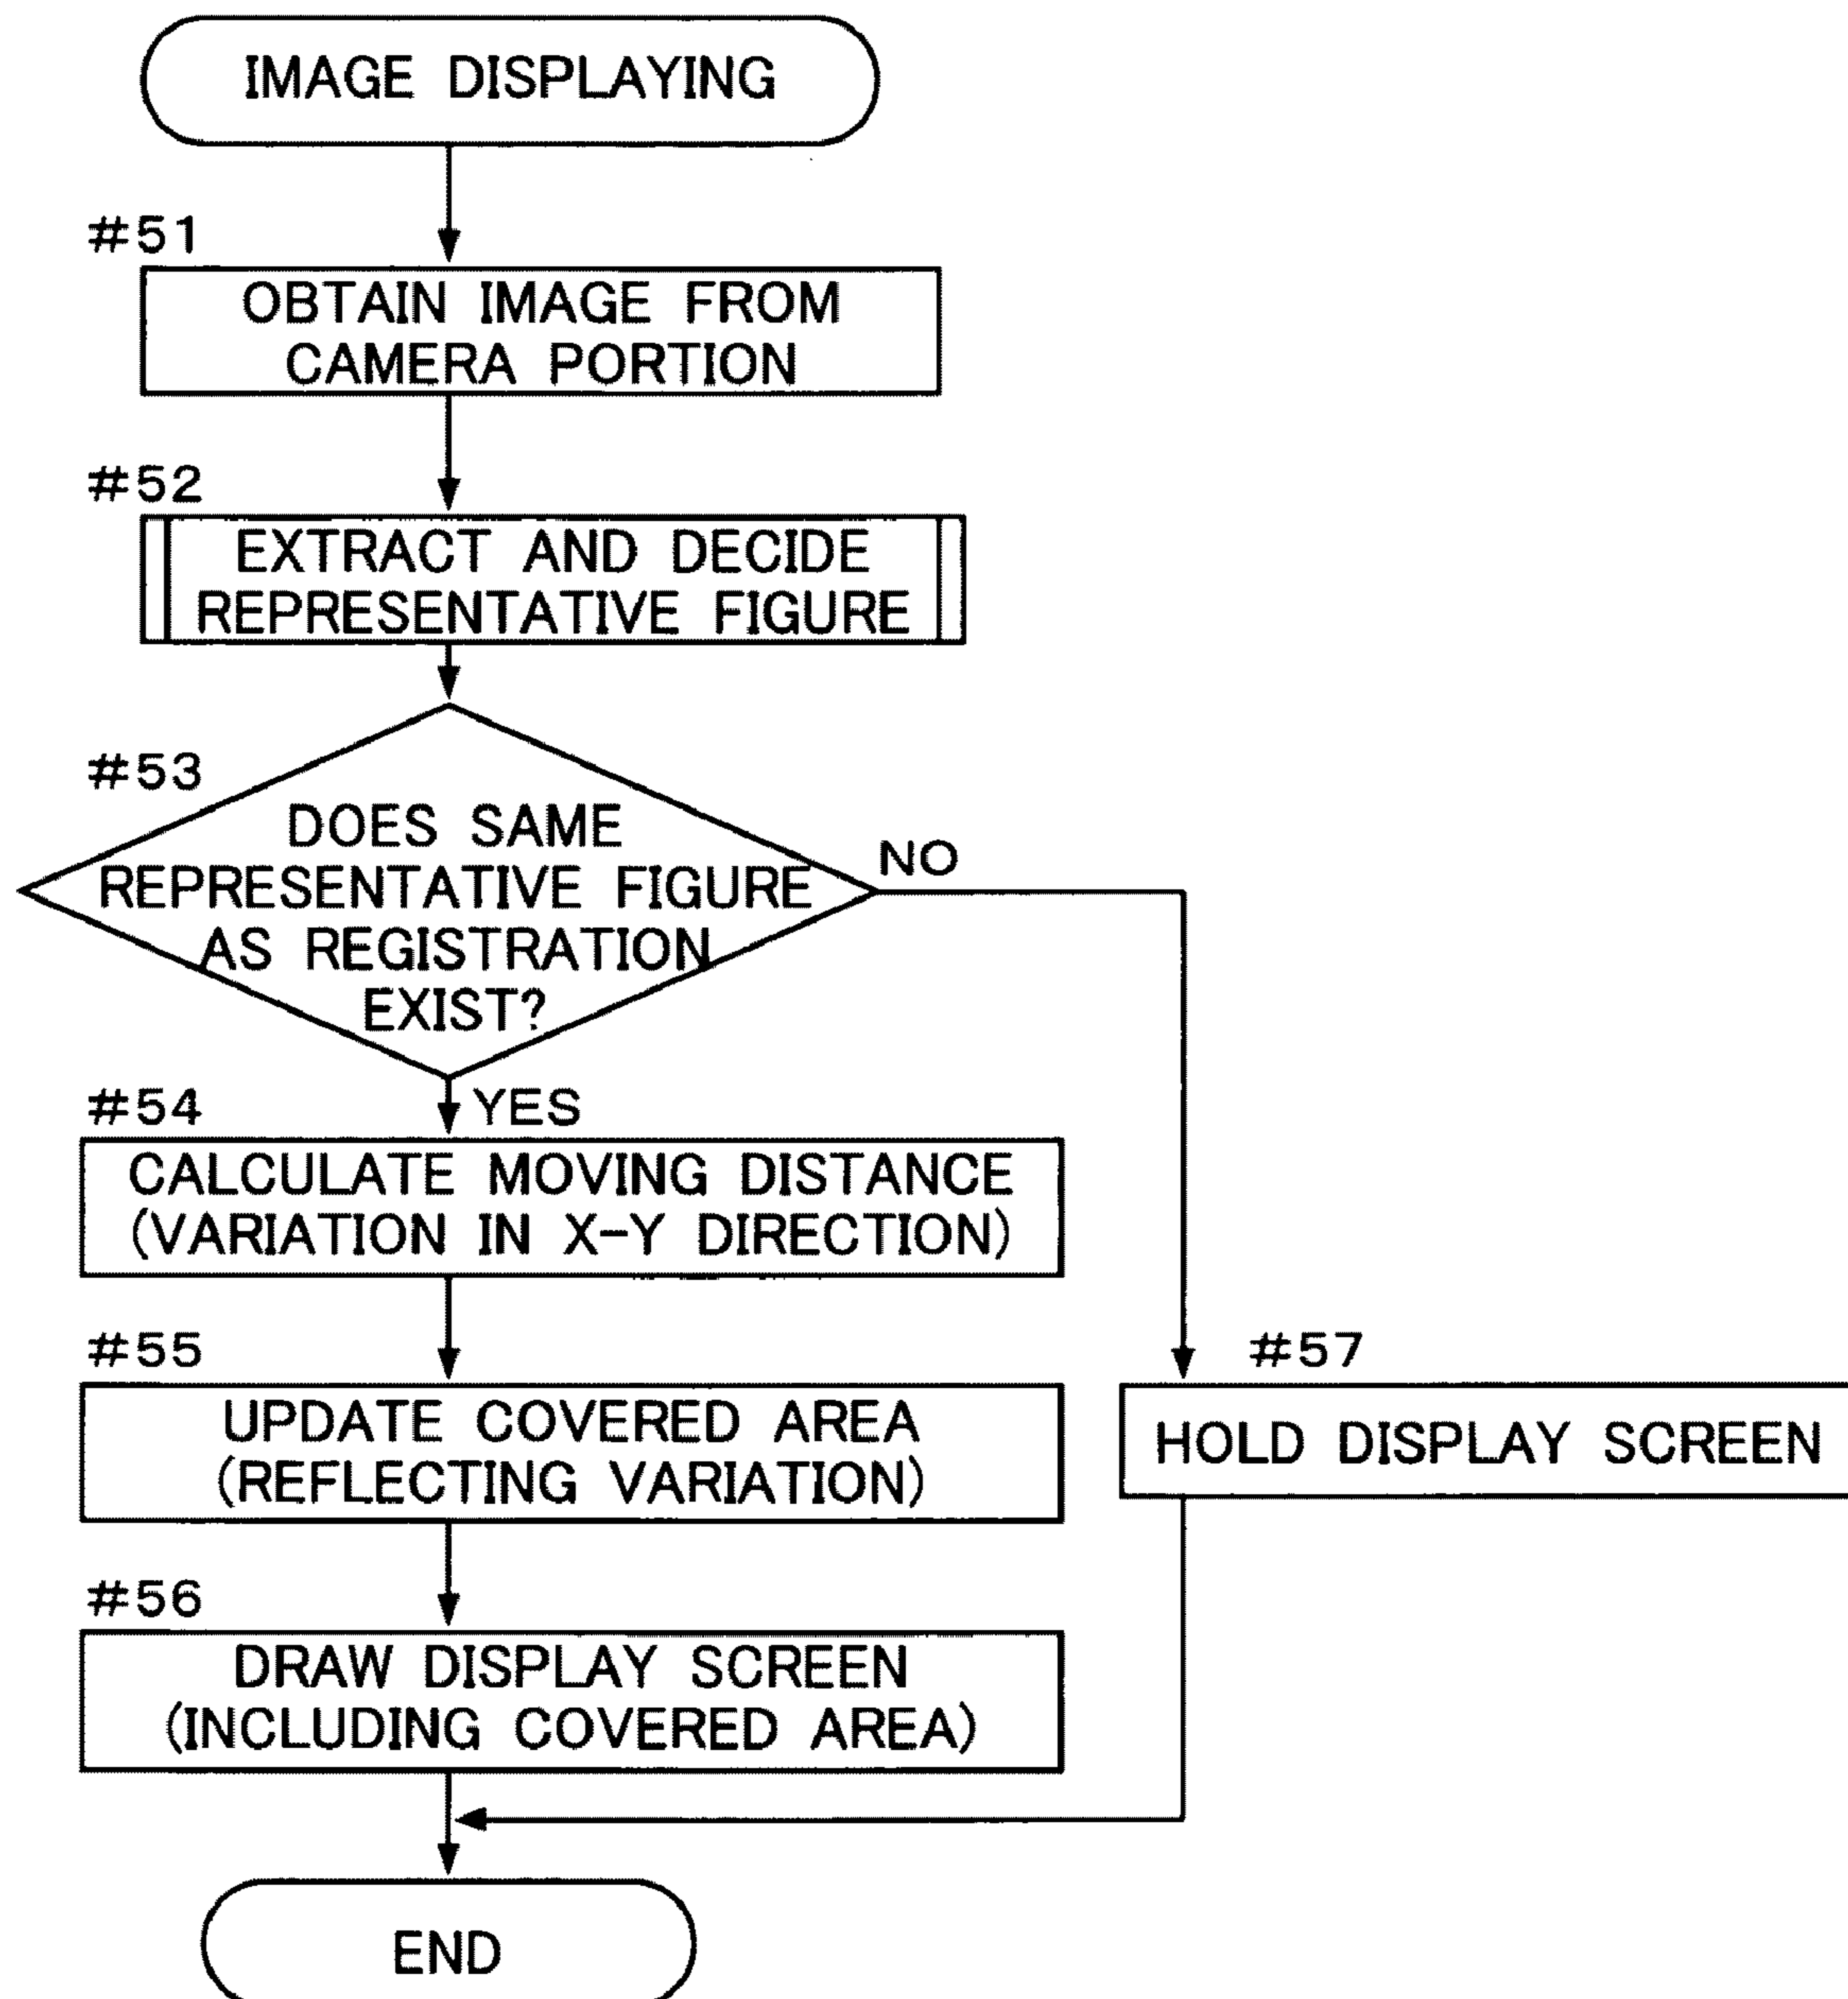 IMAGE DISPLAYING
#51
OBTAIN IMAGE FROM
CAMERA PORTION
#52
EXTRACT AND DECIDE
REPRESENTATIVE FIGURE
#53
DOES SAME
REPRESENTATIVE FIGURE
AS REGISTRATION
EXIST?
NO
YES
#54
CALCULATE MOVING DISTANCE
(VARIATION IN X-Y DIRECTION)
#55
UPDATE COVERED AREA
(REFLECTING VARIATION)
#57
HOLD DISPLAY SCREEN
#56
DRAW DISPLAY SCREEN
(INCLUDING COVERED AREA)
END